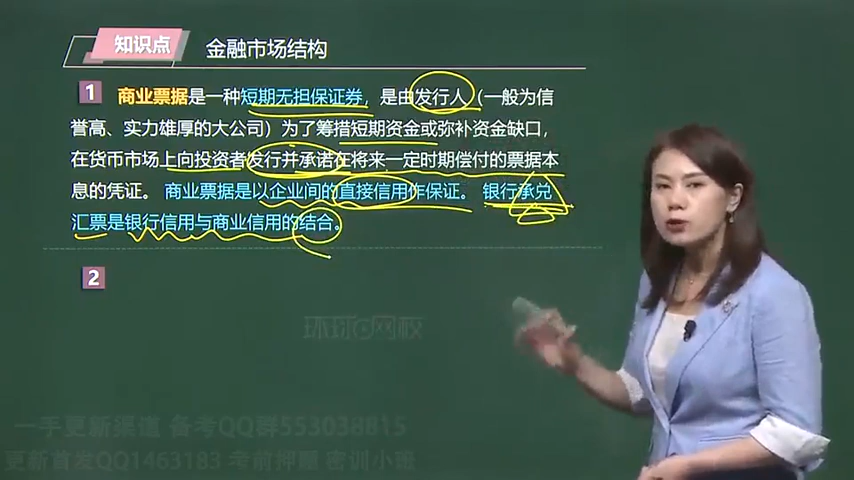 知识点
金融市场结构
1 商业票据是一种短期无担保证券，是由发行人（一般为信
誉高、实力雄厚的大公司）为了筹措短期资金或弥补资金缺口，
在货币市场上向投资者发行并承诺在将来一定时期偿付的票据本
息的凭证。 商业票据是以企业间的直接信用作保证。 银行承兑
汇票是银行信用与商业信用的结合。
2
环球网校
一手更新渠道 备考QQ群553038815
更新首发QQ1463183 考前押题 密训小班